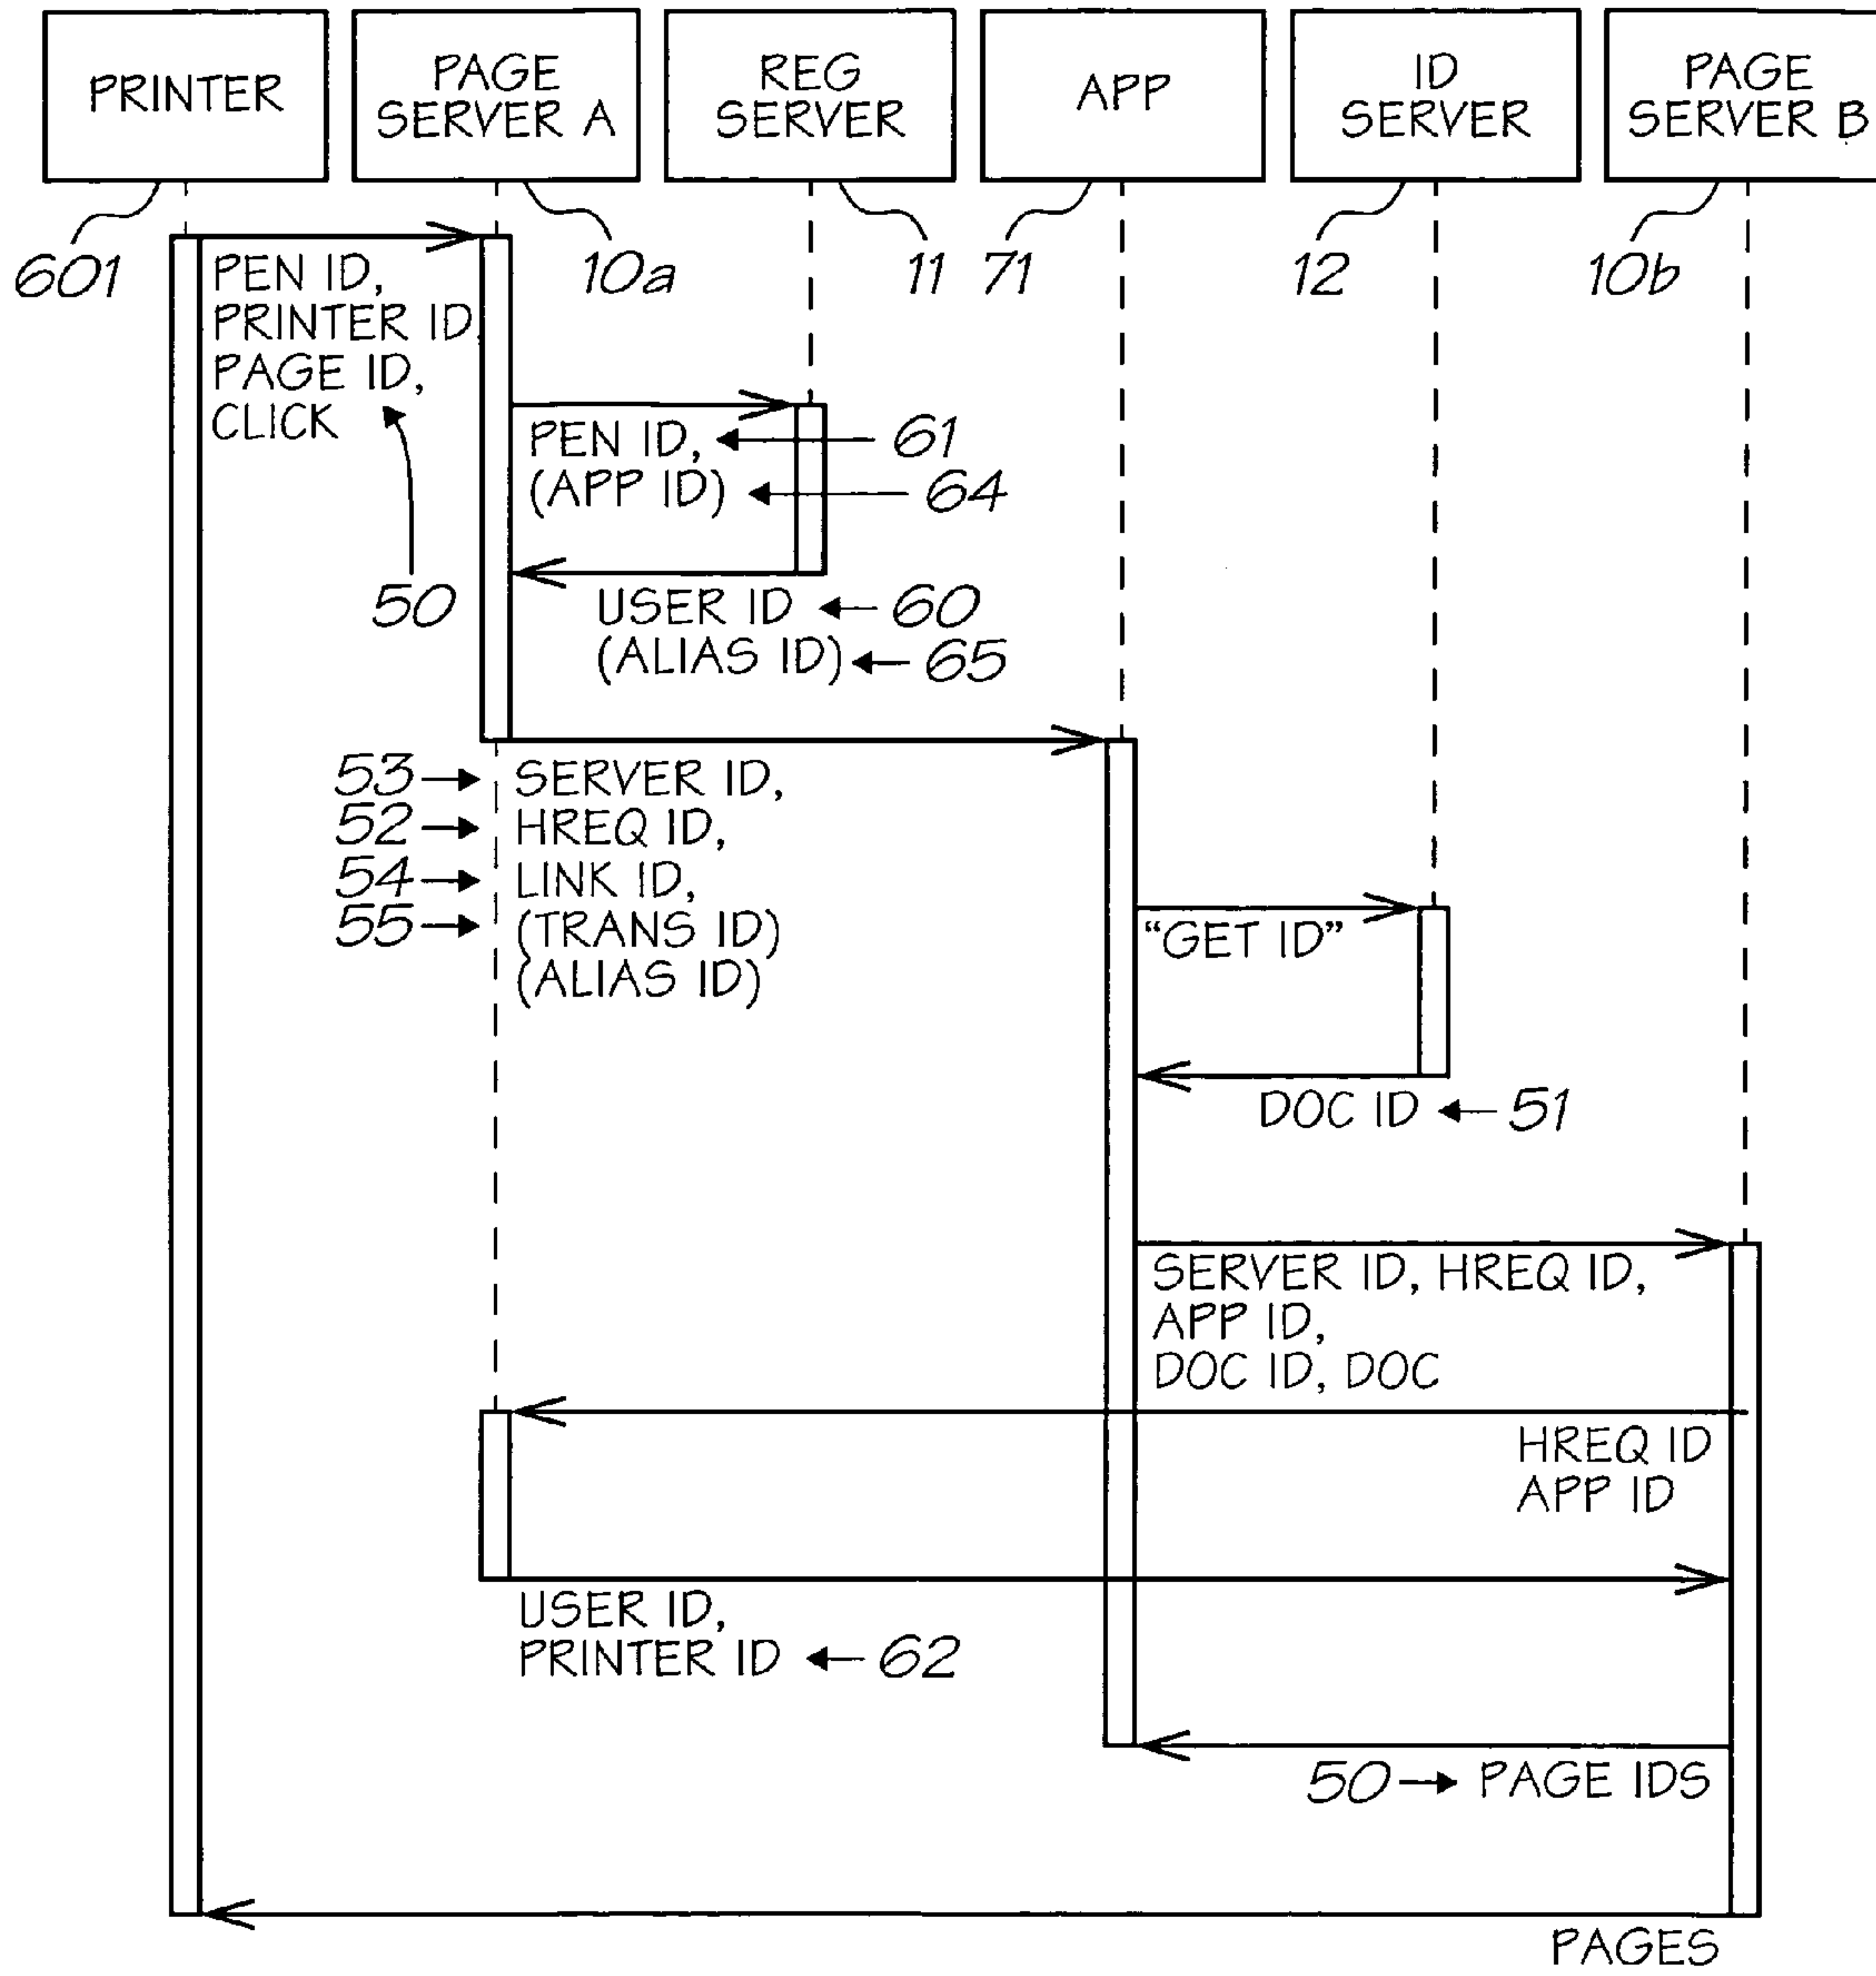 PRINTER
PAGE
SERVER A
REG
SERVER
APP
ID
SERVER
PAGE
SERVER B
601
10a
11
71
12
10b
PEN ID,
PRINTER ID
PAGE ID,
CLICK
50
PEN ID,
61
(APP ID)
64
USER ID
60
(ALIAS ID)
65
53
SERVER ID,
52
HREQ ID,
54
LINK ID,
55
(TRANS ID)
(ALIAS ID)
“GET ID”
DOC ID
51
SERVER ID, HREQ ID,
APP ID,
DOC ID, DOC
HREQ ID
APP ID
USER ID,
PRINTER ID
62
50
PAGE IDS
PAGES